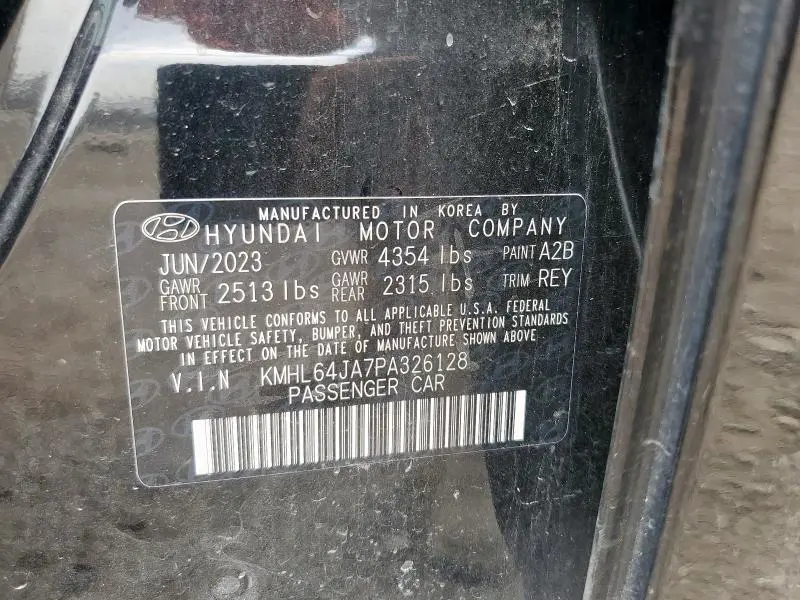 MANUFACTURED IN KOREA BY
HYUNDAI MOTOR COMPANY
JUN/2023 GVWR 4354 lbs PAINT A2B
GAWR FRONT 2513 lbs GAWR REAR 2315 lbs TRIM REY
THIS VEHICLE CONFORMS TO ALL APPLICABLE U.S.A. FEDERAL
MOTOR VEHICLE SAFETY, BUMPER, AND THEFT PREVENTION STANDARDS
IN EFFECT ON THE DATE OF MANUFACTURE SHOWN ABOVE
V.I.N KMHL64JA7PA326128
PASSENGER CAR